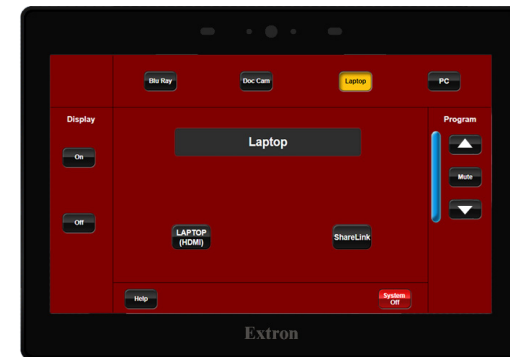 Blu Ray
Doc Cam
Laptop
PC
Display
Program
On
Laptop
Mute
Off
LAPTOP
(HDMI)
ShareLink
Help
System
Off
Extron